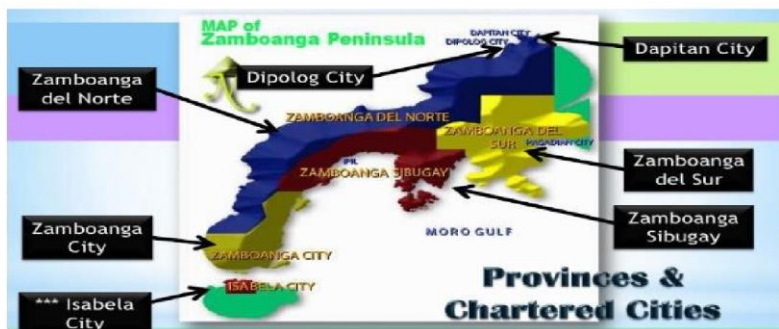 MAP of
Zamboanga Peninsula
DAPITAN CITY
DIPOLOG CITY
Dapitan City
Dipolog City
Zamboanga
del Norte
ZAMBOANGA DEL NORTE
ZAMBOANGA DEL
SUR
PAGADIAN CITY
IPIL
ZAMBOANGA SIBUGAY
Zamboanga
del Sur
Zamboanga
Sibugay
MORO GULF
Zamboanga
City
ZAMBOANGA CITY
ISABELA CITY
*** Isabela
City
Provinces &
Chartered Cities